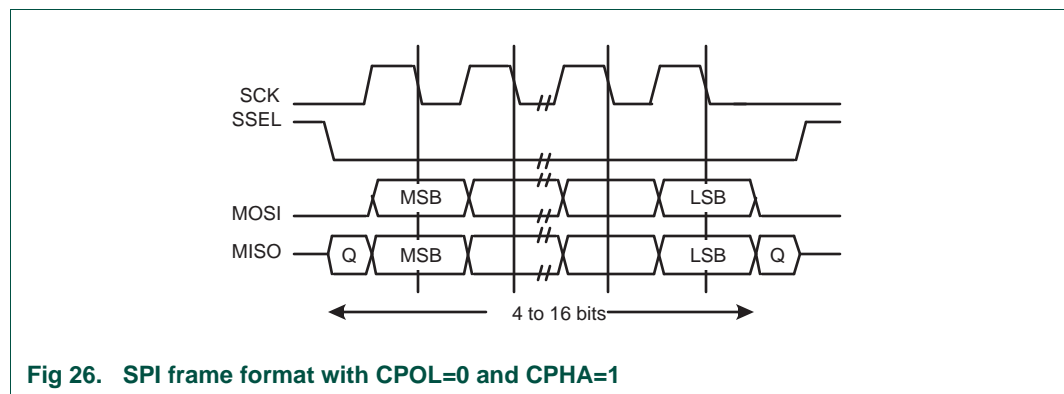 SCK
SSEL
MOSI
MSB
LSB
MISO
Q
MSB
LSB
Q
4 to 16 bits
Fig 26. SPI frame format with CPOL=0 and CPHA=1